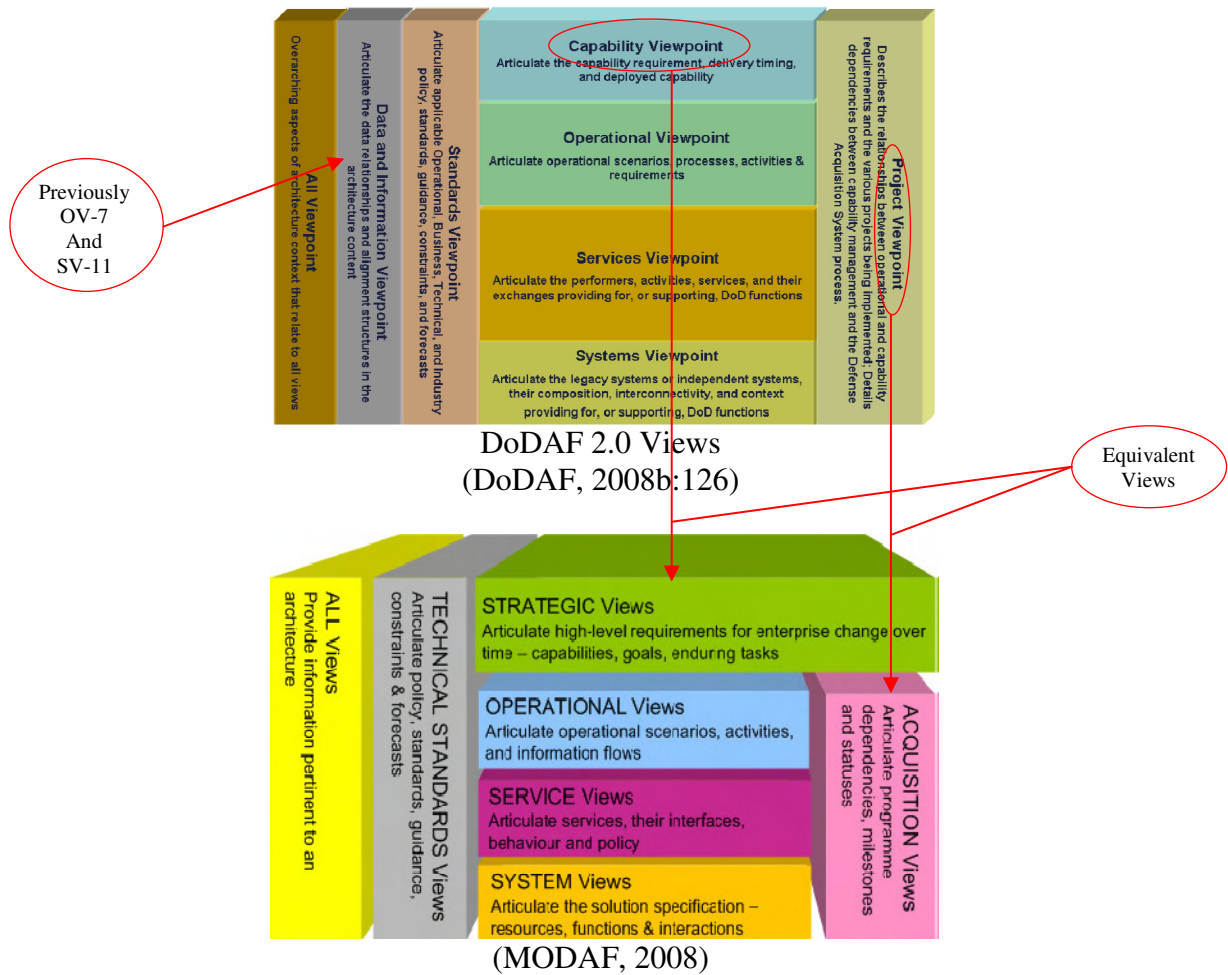 Previously
OV-7
And
SV-11
All Viewpoint
Overarching aspects of architecture context that relate to all views
Data and Information Viewpoint
Articulate the data relationships and alignment structures in the
architecture content
Standards Viewpoint
Articulate applicable Operational, Business, Technical, and Industry
policy, standards, guidance, constraints, and forecasts
Capability Viewpoint
Articulate the capability requirement, delivery timing,
and deployed capability
Operational Viewpoint
Articulate operational scenarios, processes, activities &
requirements
Services Viewpoint
Articulate the performers, activities, services, and their
exchanges providing for, or supporting, DoD functions
Systems Viewpoint
Articulate the legacy systems or independent systems,
their composition, interconnectivity, and context
providing for, or supporting, DoD functions
Project Viewpoint
Describes the relationships between operational and capability
requirements and the various projects being implemented; Details
dependencies between capability management and the Defense
Acquisition System process.
DoDAF 2.0 Views
(DoDAF, 2008b:126)
Equivalent
Views
ALL Views
Provide information pertinent to an
architecture
TECHNICAL STANDARDS Views
Articulate policy, standards, guidance,
constraints & forecasts
STRATEGIC Views
Articulate high-level requirements for enterprise change over
time – capabilities, goals, enduring tasks
OPERATIONAL Views
Articulate operational scenarios, activities,
and information flows
SERVICE Views
Articulate services, their interfaces,
behaviour and policy
SYSTEM Views
Articulate the solution specification –
resources, functions & interactions
ACQUISITION Views
Articulate programme
dependencies, milestones
and statuses
(MODAF, 2008)